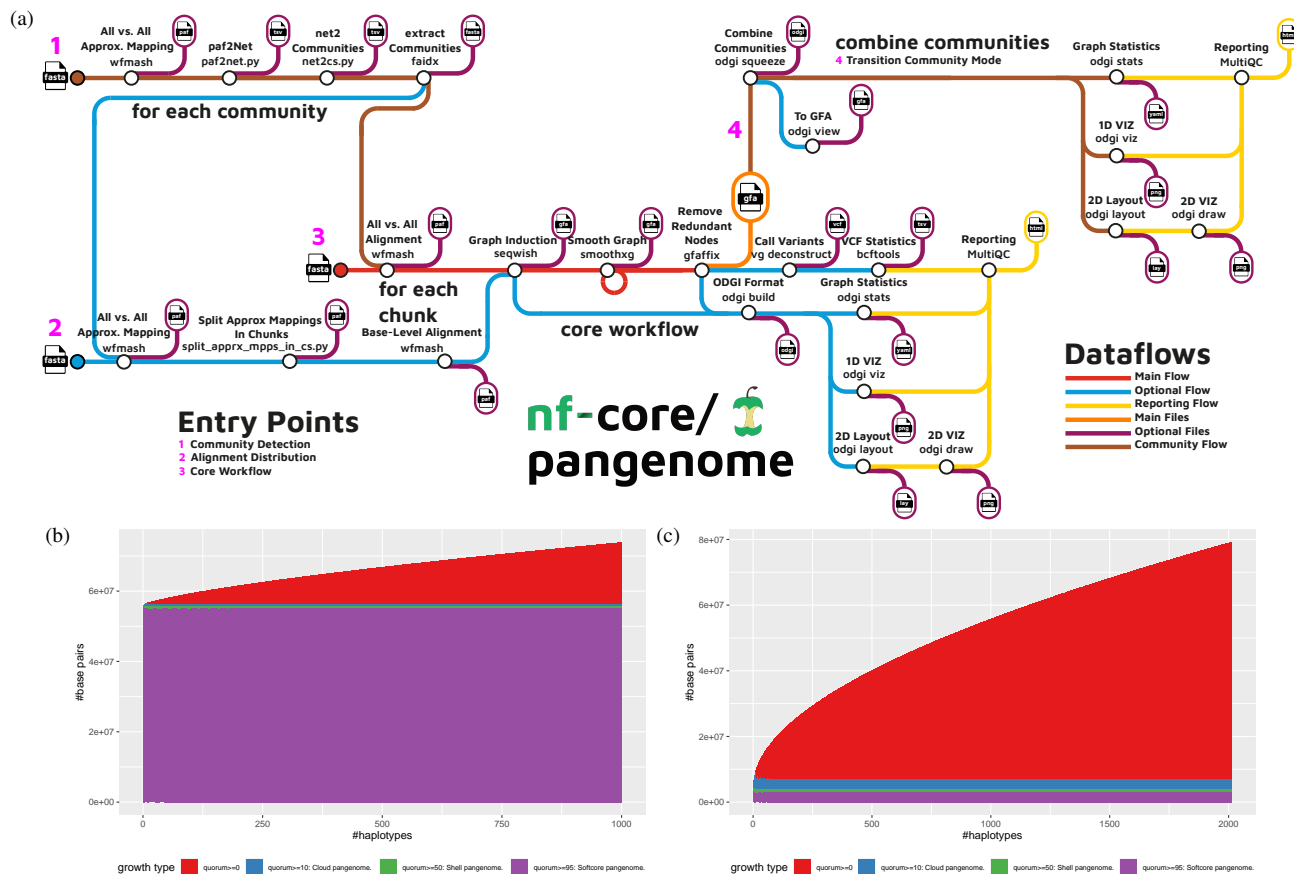 (a)
1
fasta
All vs. All
Approx. Mapping
wfmash
paf
paf2Net
paf2net.py
tsv
net2
Communities
net2cs.py
tsv
extract
Communities
faidx
fasta
for each community
Combine
Communities
odgi squeeze
odgi
combine communities
4 Transition Community Mode
Graph Statistics
odgi stats
yaml
Reporting
MultiQC
html
To GFA
odgi view
gfa
4
gfa
1D VIZ
odgi viz
png
2D Layout
odgi layout
lay
2D VIZ
odgi draw
png
3
fasta
All vs. All
Alignment
wfmash
paf
for each
chunk
Graph Induction
seqwish
gfa
Smooth Graph
smoothxg
gfa
Remove
Redundant
Nodes
gfaffix
Call Variants
vg deconstruct
vcf
VCF Statistics
bcftools
tsv
Reporting
MultiQC
html
ODGI Format
odgi build
odgi
Graph Statistics
odgi stats
yaml
core workflow
2
fasta
All vs. All
Approx. Mapping
wfmash
paf
Split Approx Mappings
In Chunks
split_apprx_mpps_in_cs.py
paf
Base-Level Alignment
wfmash
paf
1D VIZ
odgi viz
png
2D Layout
odgi layout
lay
2D VIZ
odgi draw
png
Entry Points
1 Community Detection
2 Alignment Distribution
3 Core Workflow
nf-core/
pangenome
Dataflows
Main Flow
Optional Flow
Reporting Flow
Main Files
Optional Files
Community Flow
(b)
#base pairs
6e+07
4e+07
2e+07
0e+00
0 250 500 750 1000
#haplotypes
growth type quorum>=0 quorum>=10: Cloud pangenome. quorum>=50: Shell pangenome. quorum>=95: Softcore pangenome.
(c)
#base pairs
8e+07
6e+07
4e+07
2e+07
0e+00
0 500 1000 1500 2000
#haplotypes
growth type quorum>=0 quorum>=10: Cloud pangenome. quorum>=50: Shell pangenome. quorum>=95: Softcore pangenome.